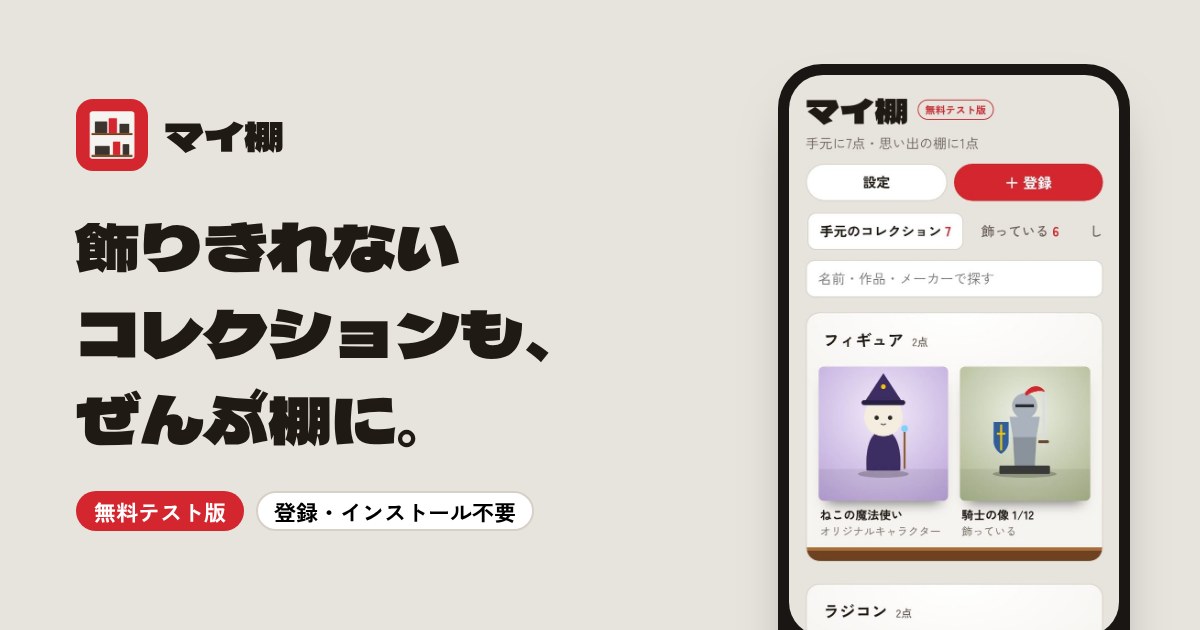 マイ棚
飾りきれない
コレクションも、
ぜんぶ棚に。
無料テスト版
登録・インストール不要
マイ棚
無料テスト版
手元に7点・思い出の棚に1点
設定
＋ 登録
手元のコレクション 7
飾っている 6
し
名前・作品・メーカーで探す
フィギュア 2点
ねこの魔法使い
オリジナルキャラクター
騎士の像 1/12
飾っている
ラジコン 2点